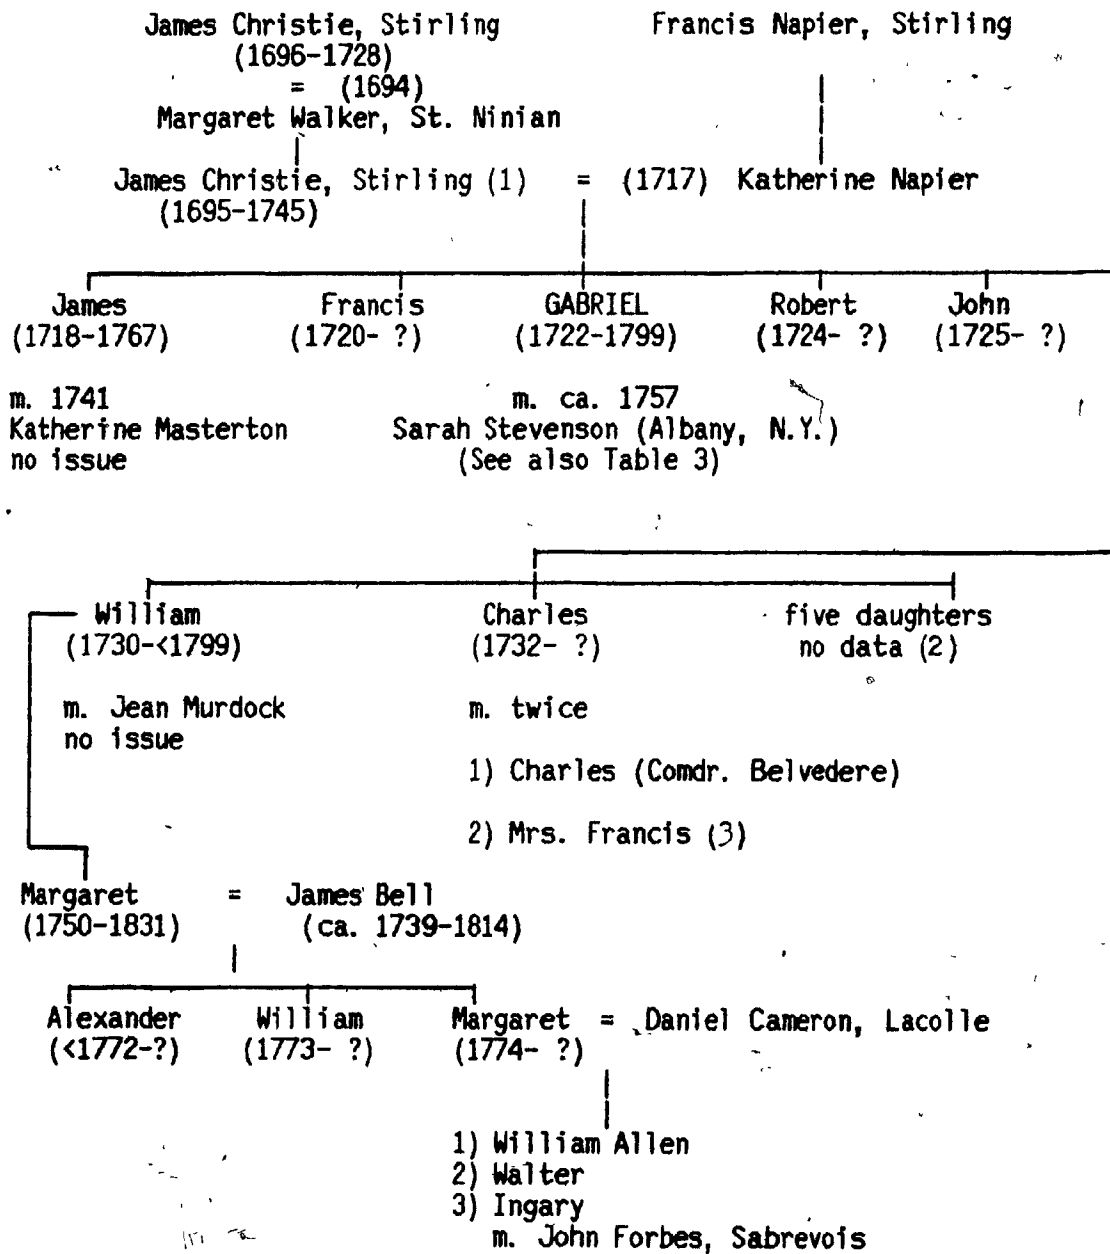 James Christie, Stirling Francis Napier, Stirling
(1696-1728)
= (1694)
Margaret Walker, St. Ninian
James Christie, Stirling (1) = (1717) Katherine Napier
(1695-1745)
James Francis GABRIEL Robert John
(1718-1767) (1720- ?) (1722-1799) (1724- ?) (1725- ?)
m. 1741 m. ca. 1757
Katherine Masterton Sarah Stevenson (Albany, N.Y.)
no issue (See also Table 3)
William Charles five daughters
(1730-<1799) (1732- ?) no data (2)
m. Jean Murdock m. twice
no issue
1) Charles (Comdr. Belvedere)
2) Mrs. Francis (3)
Margaret = James Bell
(1750-1831) (ca. 1739-1814)
Alexander William Margaret = Daniel Cameron, Lacolle
(<1772-?) (1773- ?) (1774- ?)
1) William Allen
2) Walter
3) Ingary
m. John Forbes, Sabrevois